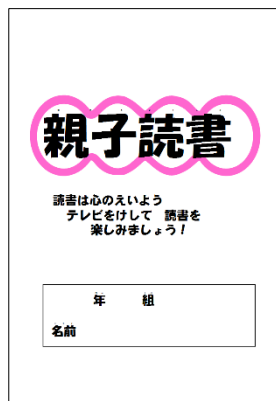 親子読書
読書は心のえいよう
テレビをけして　読書を
楽しみましょう！
年　　組
名前